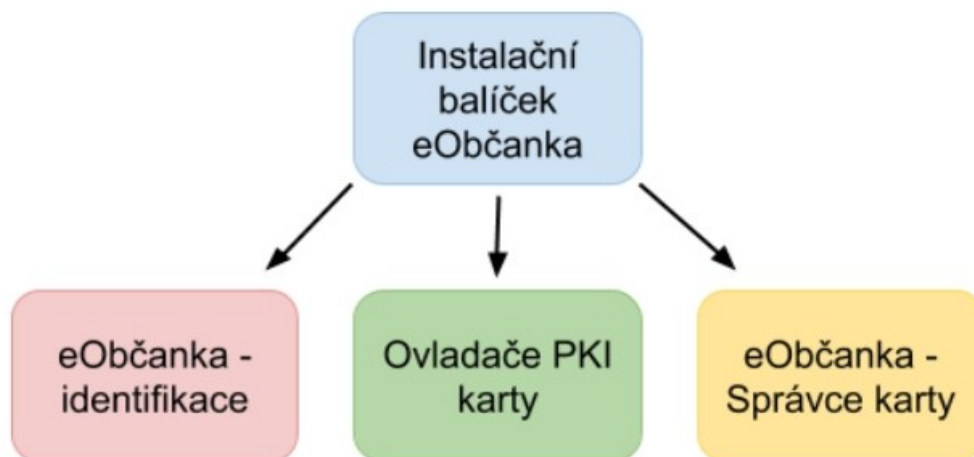 Instalační
balíček
eObčanka
eObčanka -
identifikace
Ovladače PKI
karty
eObčanka -
Správce karty